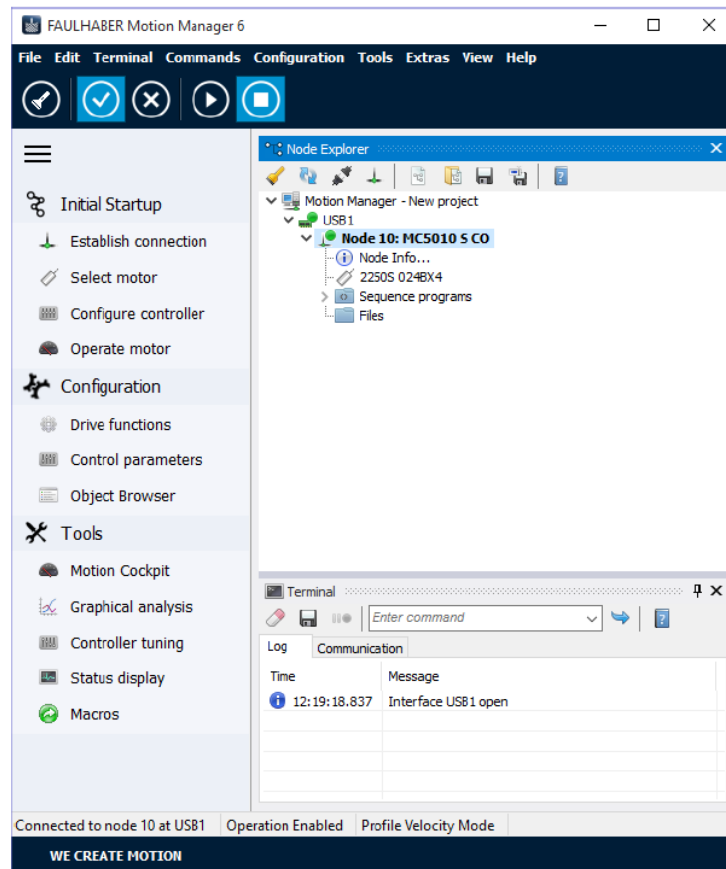 FAULHABER Motion Manager 6
File Edit Terminal Commands Configuration Tools Extras View Help
Node Explorer
Initial Startup
Establish connection
Select motor
Configure controller
Operate motor
Configuration
Drive functions
Control parameters
Object Browser
Tools
Motion Cockpit
Graphical analysis
Controller tuning
Status display
Macros
Motion Manager - New project
USB1
Node 10: MC5010 S CO
Node Info...
2250S 024BX4
Sequence programs
Files
Terminal
Enter command
Log Communication
Time Message
12:19:18.837 Interface USB1 open
Connected to node 10 at USB1 Operation Enabled Profile Velocity Mode
WE CREATE MOTION